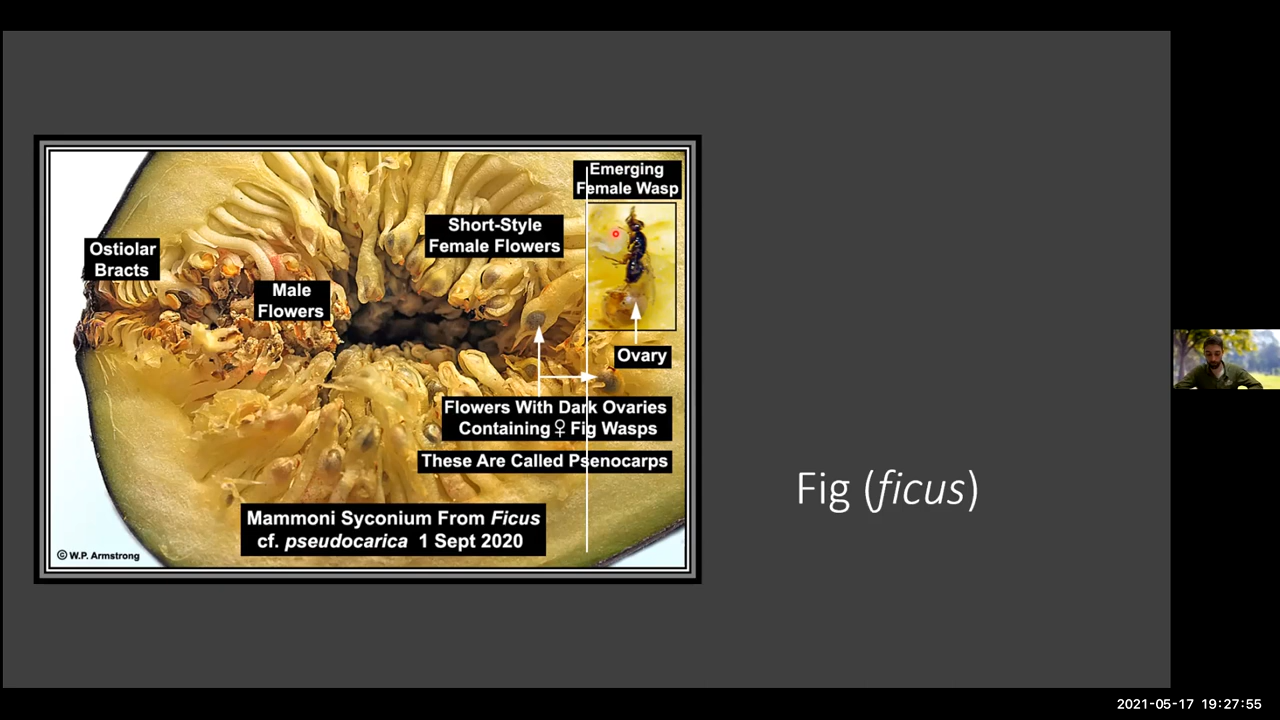 Emerging
Female Wasp
Short-Style
Female Flowers
Ostiolar
Bracts
Male
Flowers
Ovary
Flowers With Dark Ovaries
Containing ♀ Fig Wasps
These Are Called Psenocarps
Mammoni Syconium From Ficus
cf. pseudocarica 1 Sept 2020
© W.P. Armstrong
Fig (ficus)
2021-05-17 19:27:55